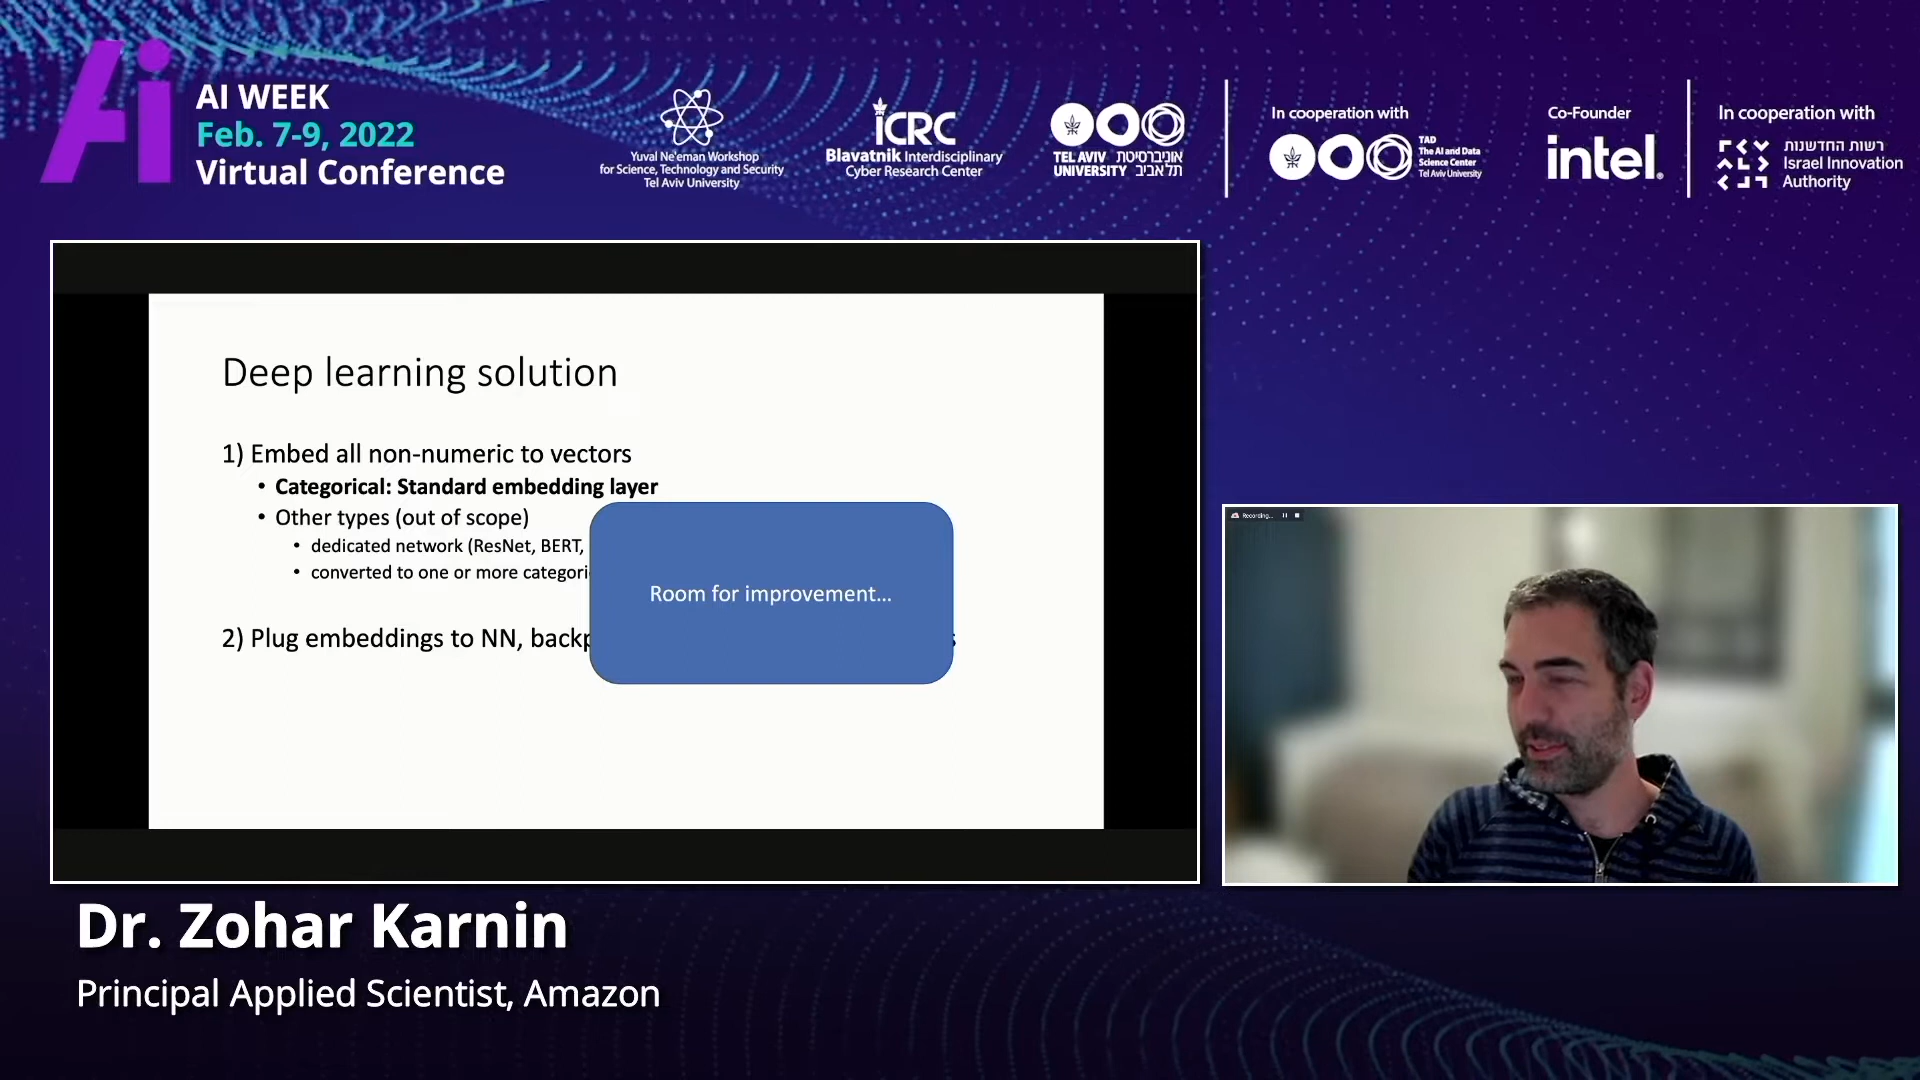 Ai
AI WEEK
Feb. 7-9, 2022
Virtual Conference
Yuval Ne'eman Workshop
for Science, Technology and Security
Tel Aviv University
iCRC
Blavatnik Interdisciplinary
Cyber Research Center
TEL AVIV אוניברסיטת
UNIVERSITY תל אביב
In cooperation with
TAD
The AI and Data
Science Center
Tel Aviv University
Co-Founder
intel.
In cooperation with
רשות החדשנות
Israel Innovation
Authority
Deep learning solution
1) Embed all non-numeric to vectors
• Categorical: Standard embedding layer
• Other types (out of scope)
• dedicated network (ResNet, BERT,
• converted to one or more categori
Room for improvement...
2) Plug embeddings to NN, backp
Recording...
Dr. Zohar Karnin
Principal Applied Scientist, Amazon